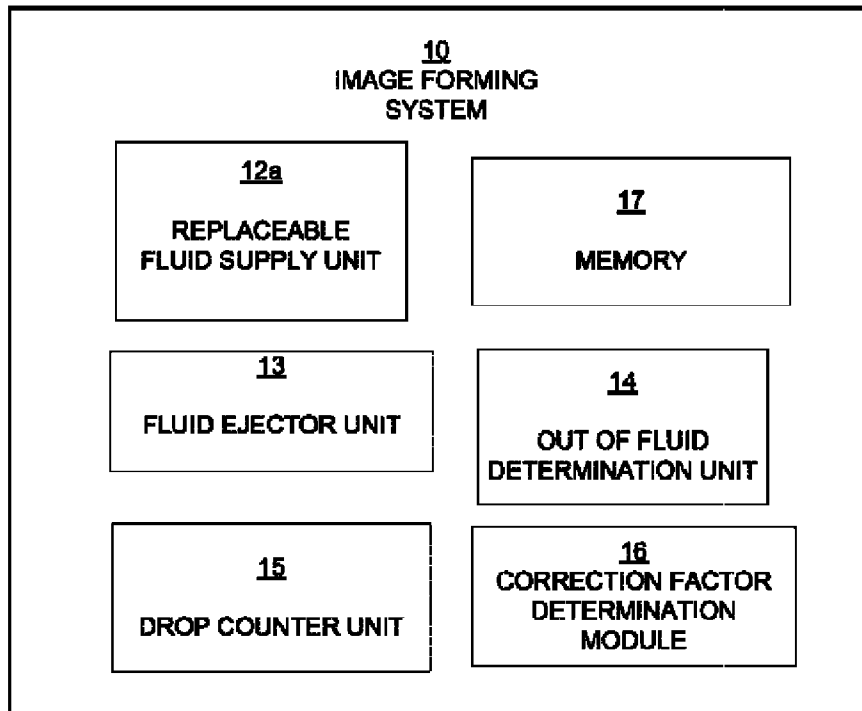 10
IMAGE FORMING
SYSTEM
12a
REPLACEABLE
FLUID SUPPLY UNIT
17
MEMORY
13
FLUID EJECTOR UNIT
14
OUT OF FLUID
DETERMINATION UNIT
15
DROP COUNTER UNIT
16
CORRECTION FACTOR
DETERMINATION
MODULE